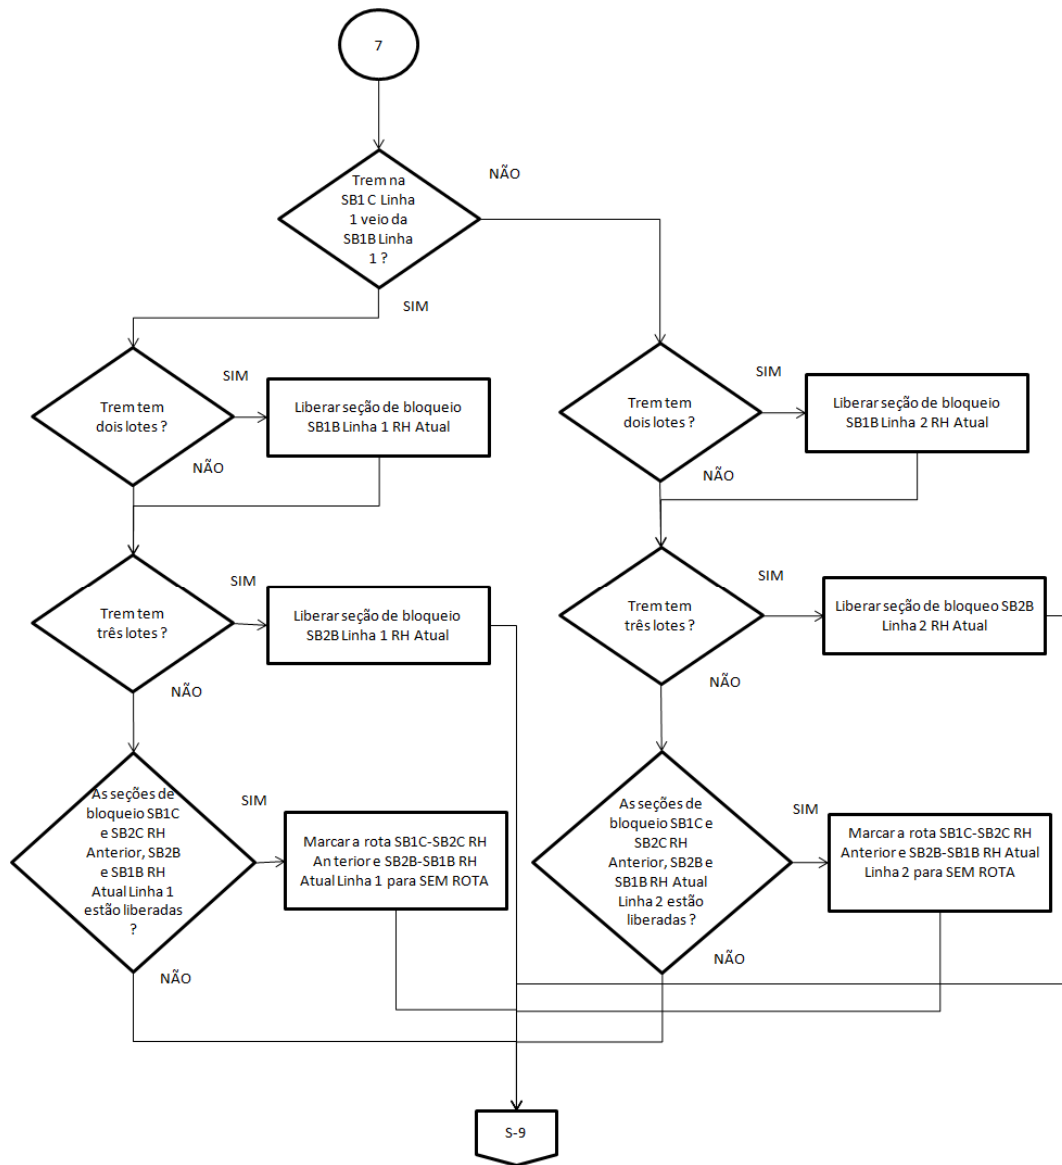 7
NÃO
Trem na
SB1 C Linha
1 veio da
SB1B Linha
1 ?
SIM
SIM
Trem tem
dois lotes ?
Liberar seção de bloqueio
SB1B Linha 1 RH Atual
NÃO
SIM
Trem tem
dois lotes ?
Liberar seção de bloqueio
SB1B Linha 2 RH Atual
NÃO
SIM
Trem tem
três lotes ?
Liberar seção de bloqueio
SB2B Linha 1 RH Atual
NÃO
SIM
Trem tem
três lotes ?
Liberar seção de bloqueo SB2B
Linha 2 RH Atual
NÃO
As seções de
bloqueio SB1C
e SB2C RH
Anterior, SB2B
e SB1B RH
Atual Linha 1
estão liberadas
?
SIM
Marcar a rota SB1C-SB2C RH
Anterior e SB2B-SB1B RH
Atual Linha 1 para SEM ROTA
NÃO
As seções de
bloqueio SB1C e
SB2C RH
Anterior, SB2B e
SB1B RH Atual
Linha 2 estão
liberadas ?
SIM
Marcar a rota SB1C-SB2C RH
Anterior e SB2B-SB1B RH Atual
Linha 2 para SEM ROTA
NÃO
S-9